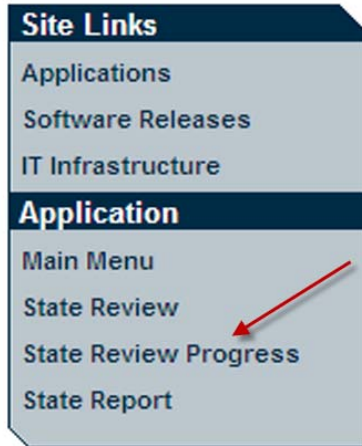 Site Links
Applications
Software Releases
IT Infrastructure
Application
Main Menu
State Review
State Review Progress
State Report